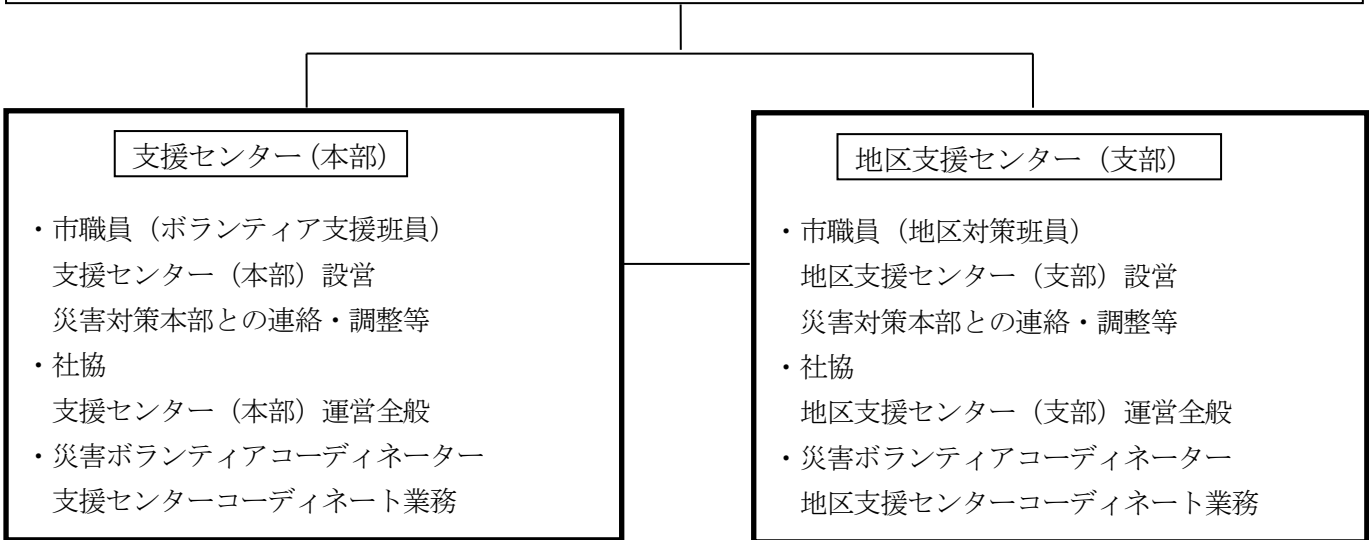 支援センター(本部)
・市職員(ボランティア支援班員)
支援センター(本部)設営
災害対策本部との連絡・調整等
・社協
支援センター(本部)運営全般
・災害ボランティアコーディネーター
支援センターコーディネート業務
地区支援センター(支部)
・市職員(地区対策班員)
地区支援センター(支部)設営
災害対策本部との連絡・調整等
・社協
地区支援センター(支部)運営全般
・災害ボランティアコーディネーター
地区支援センターコーディネート業務